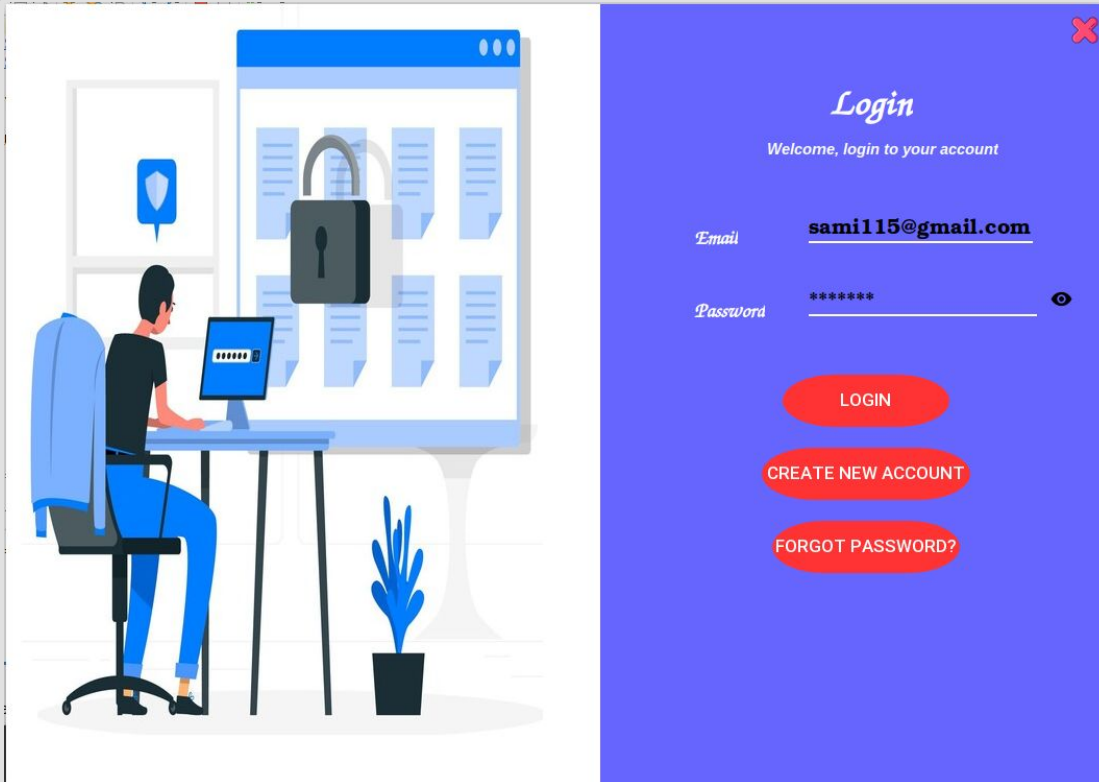 Login
Welcome, login to your account
Email
sami115@gmail.com
Password
*******
LOGIN
CREATE NEW ACCOUNT
FORGOT PASSWORD?